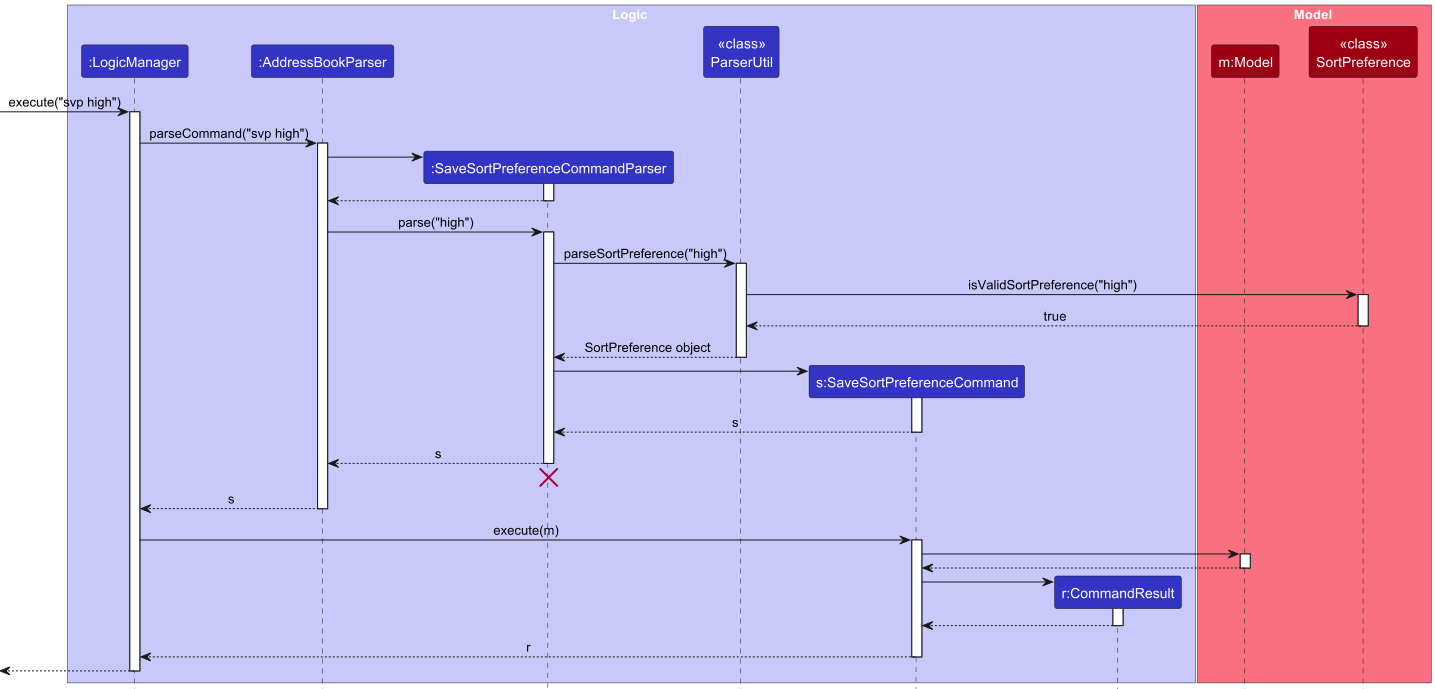 Logic
Model
:LogicManager
:AddressBookParser
«class»
ParserUtil
m:Model
«class»
SortPreference
execute("svp high")
parseCommand("svp high")
:SaveSortPreferenceCommandParser
parse("high")
parseSortPreference("high")
isValidSortPreference("high")
true
SortPreference object
s:SaveSortPreferenceCommand
s
s
s
execute(m)
r:CommandResult
r